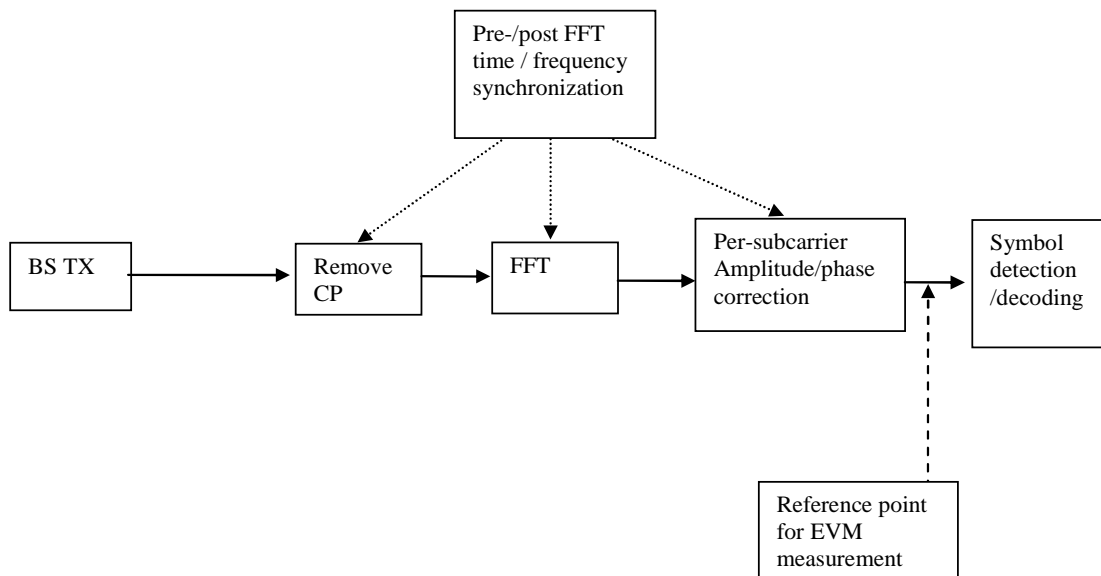 Pre-/post FFT
time / frequency
synchronization
BS TX
Remove
CP
FFT
Per-subcarrier
Amplitude/phase
correction
Symbol
detection
/decoding
Reference point
for EVM
measurement